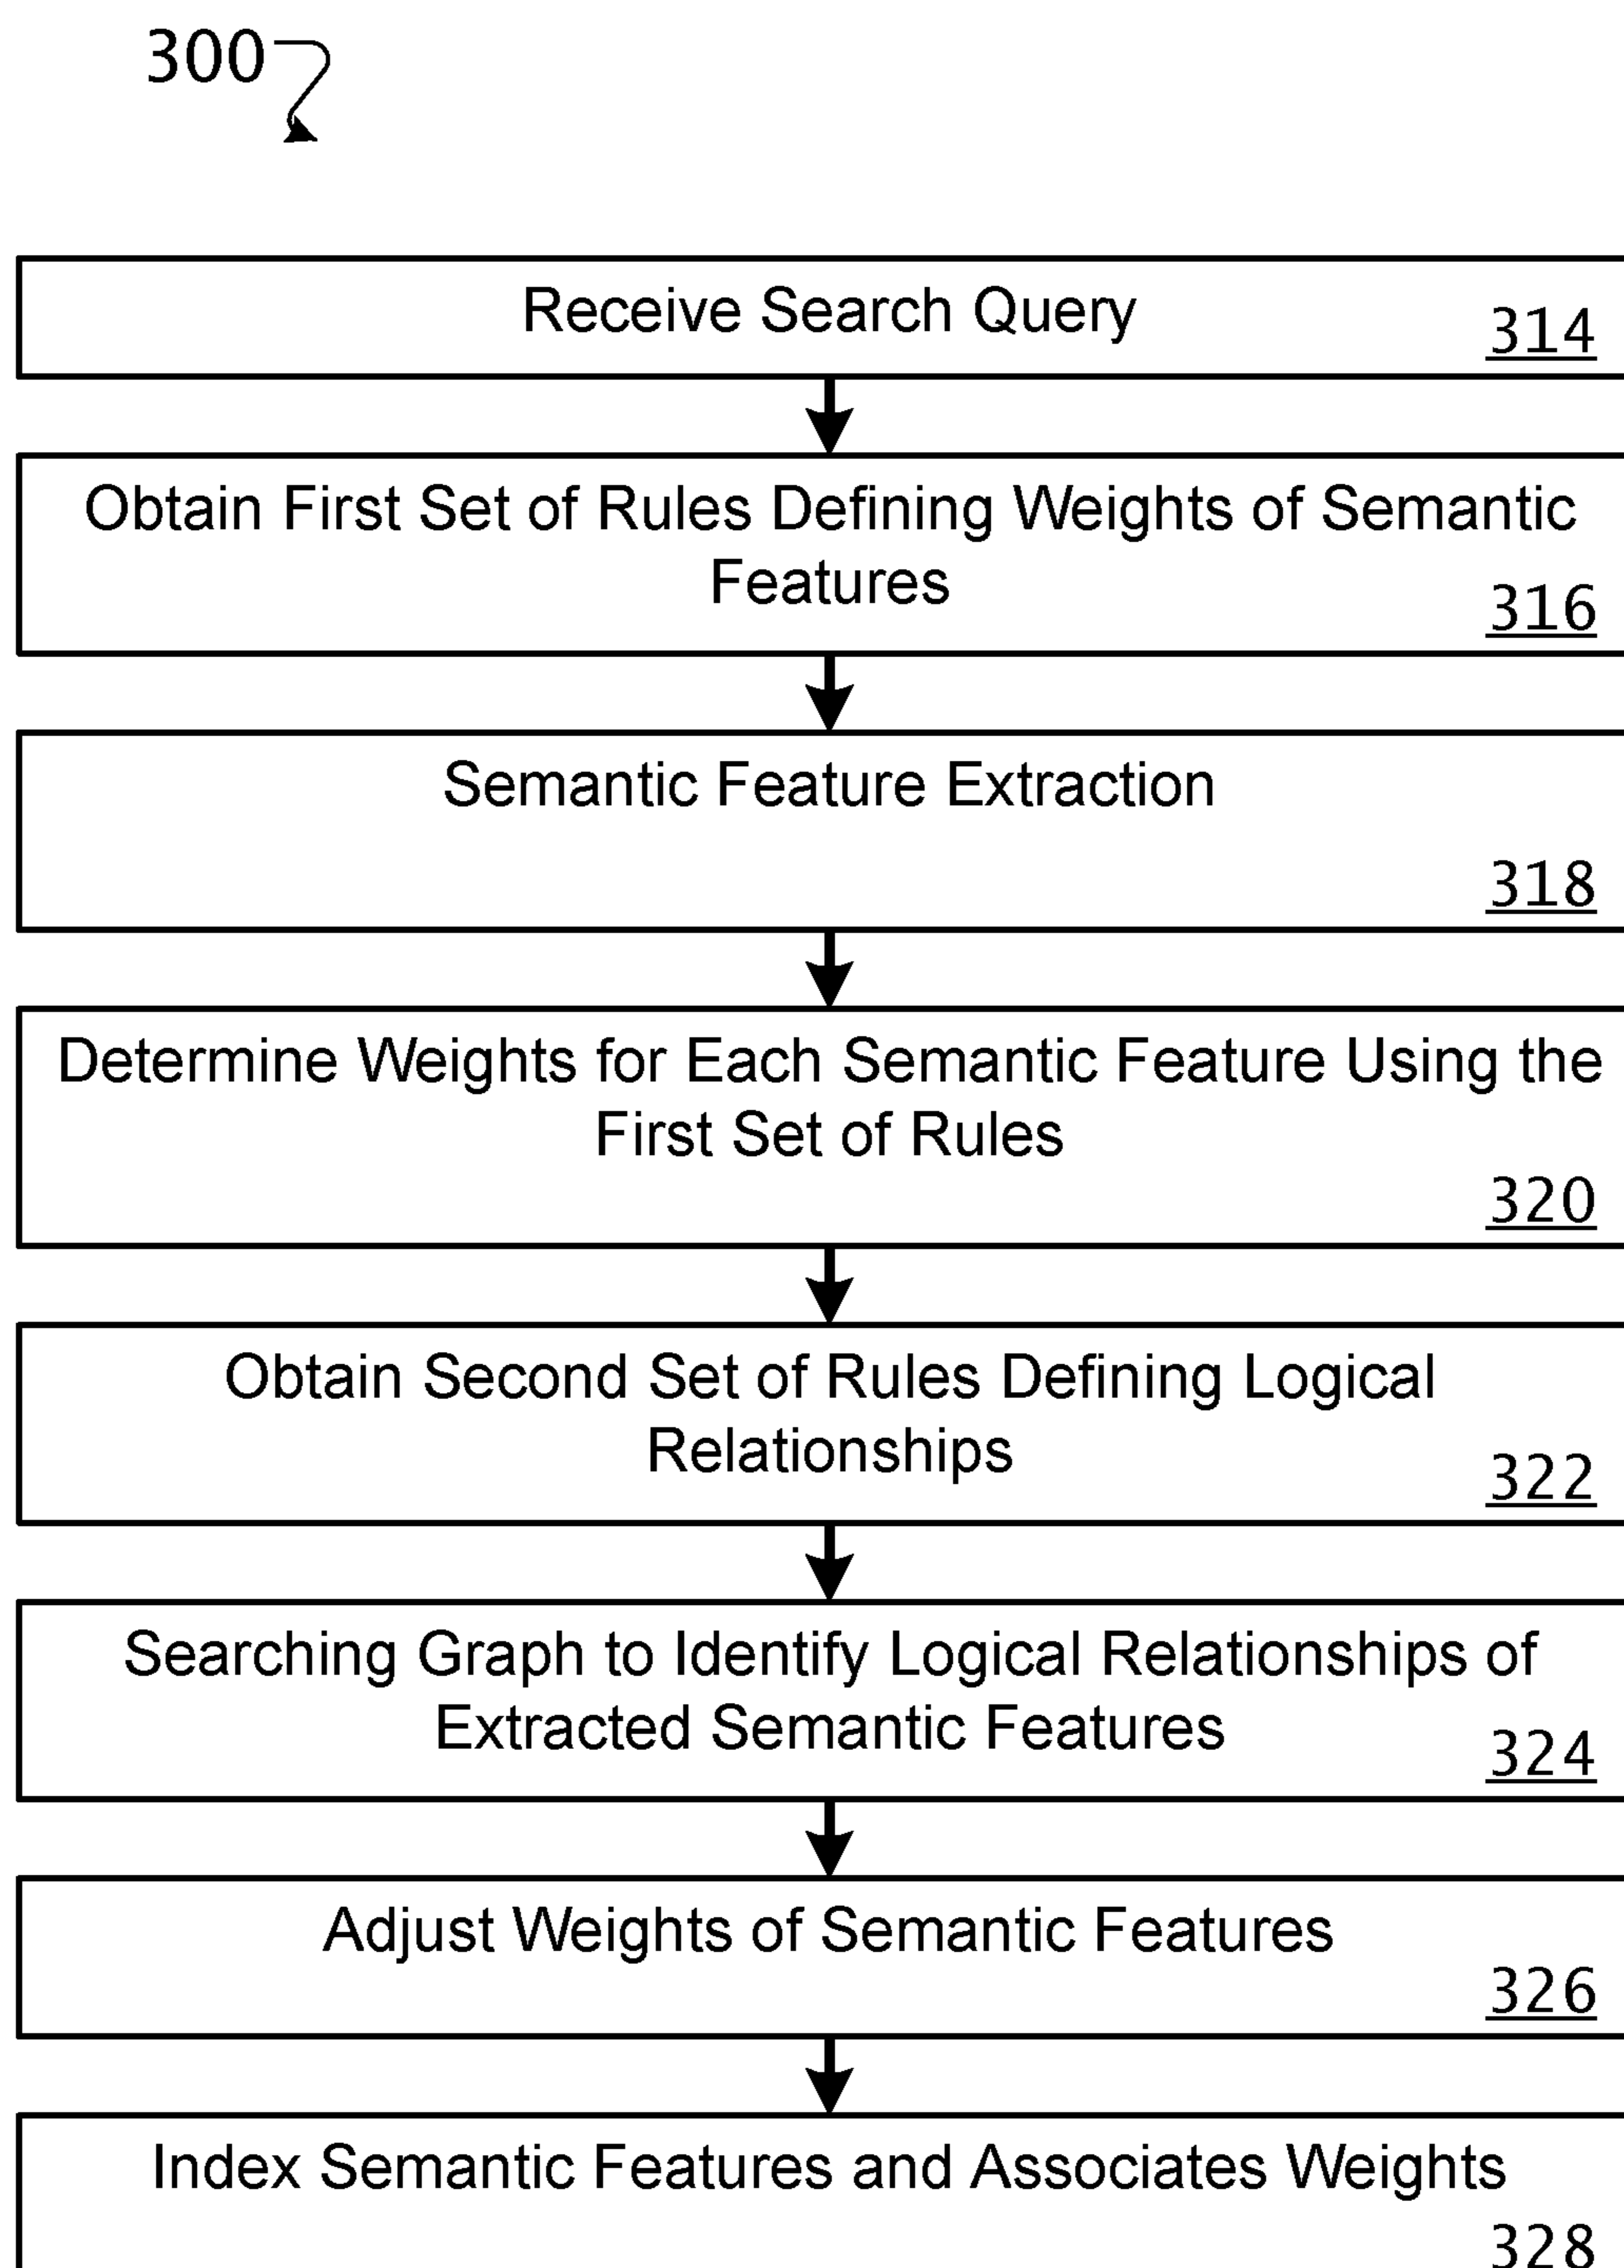 300
Receive Search Query
314
Obtain First Set of Rules Defining Weights of Semantic
Features
316
Semantic Feature Extraction
318
Determine Weights for Each Semantic Feature Using the
First Set of Rules
320
Obtain Second Set of Rules Defining Logical
Relationships
322
Searching Graph to Identify Logical Relationships of
Extracted Semantic Features
324
Adjust Weights of Semantic Features
326
Index Semantic Features and Associates Weights
328